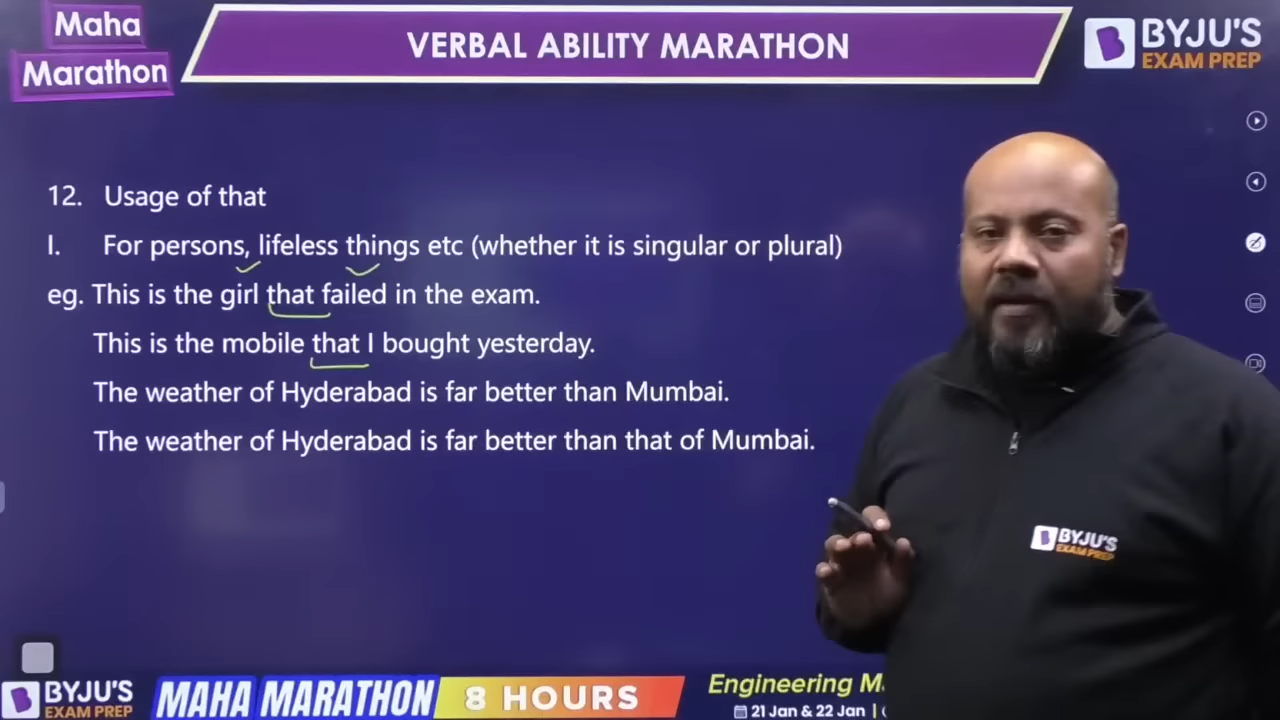 Maha
Marathon
VERBAL ABILITY MARATHON
BYJU'S
EXAM PREP
12. Usage of that
I. For persons, lifeless things etc (whether it is singular or plural)
eg. This is the girl that failed in the exam.
This is the mobile that I bought yesterday.
The weather of Hyderabad is far better than Mumbai.
The weather of Hyderabad is far better than that of Mumbai.
BYJU'S
EXAM PREP
BYJU'S
EXAM PREP
MAHA MARATHON
8 HOURS
Engineering M
21 Jan & 22 Jan |